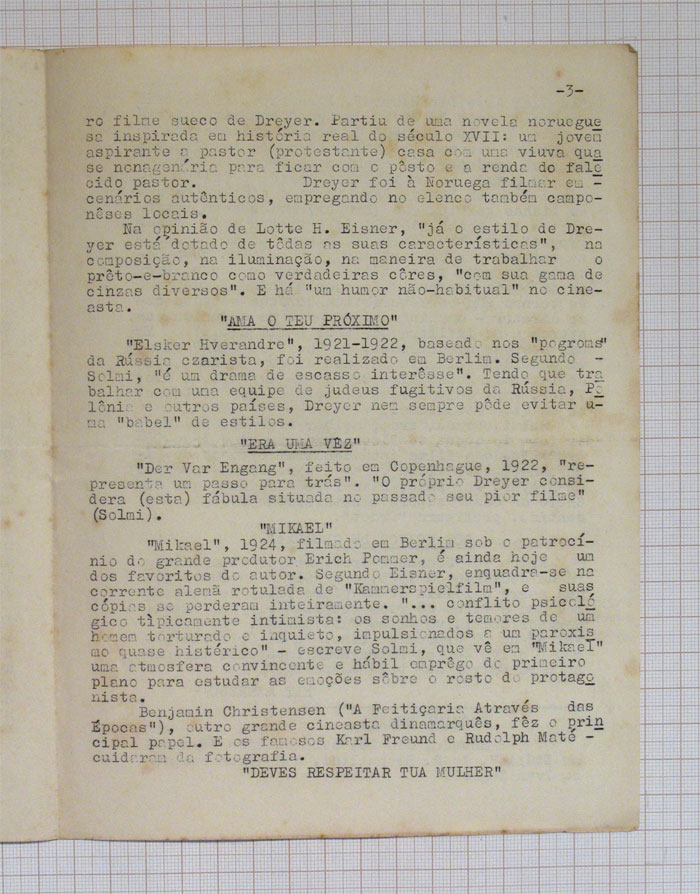 -3-
ro filme sueco de Dreyer. Partiu de uma novela norueguê
sa inspirada em história real do século XVII: um jovem
aspirante a pastor (protestante) casa com uma viuva qua
se nonagenária para ficar com o pôsto e a renda do fale
cido pastor. Dreyer foi à Noruega filmar em -
cenários autênticos, empregando no elenco também campo-
nêses locais.
Na opinião de Lotte H. Eisner, "já o estilo de Dre-
yer está dotado de tôdas as suas características", na
composição, na iluminação, na maneira de trabalhar o
prêto-e-branco como verdadeiras côres, "com sua gama de
cinzas diversos". E há "um humor não-habitual" no cine-
asta.
"AMA O TEU PRÓXIMO"
"Elsker Hverandre", 1921-1922, baseado nos "pogroms"
da Rússia czarista, foi realizado em Berlim. Segundo -
Solmi, "é um drama de escasso interêsse". Tendo que tra
balhar com uma equipe de judeus fugitivos da Rússia, Po
lônia e outros países, Dreyer nem sempre pôde evitar u-
ma "babel" de estilos.
"ERA UMA VÊZ"
"Der Var Engang", feito em Copenhague, 1922, "re-
presenta um passo para trás". "O próprio Dreyer consi-
dera (esta) fábula situada no passado seu pior filme"
(Solmi).
"MIKAEL"
"Mikael", 1924, filmado em Berlim sob o patrocí-
nio do grande produtor Erich Pommer, é ainda hoje um
dos favoritos do autor. Segundo Eisner, enquadra-se na
corrente alemã rotulada de "Kammerspielfilm", e suas
cópias se perderam inteiramente. "... conflito psicoló
gico tìpicamente intimista: os sonhos e temores de um
homem torturado e inquieto, impulsionados a um paroxis
mo quase histérico" - escreve Solmi, que vê em "Mikael"
uma atmosfera convincente e hábil emprêgo do primeiro
plano para estudar as emoções sôbre o rosto do protago
nista.
Benjamin Christensen ("A Feitiçaria Através das
Épocas"), outro grande cineasta dinamarquês, fêz o prin
cipal papel. E os famosos Karl Freund e Rudolph Maté -
cuidaram da fotografia.
"DEVES RESPEITAR TUA MULHER"